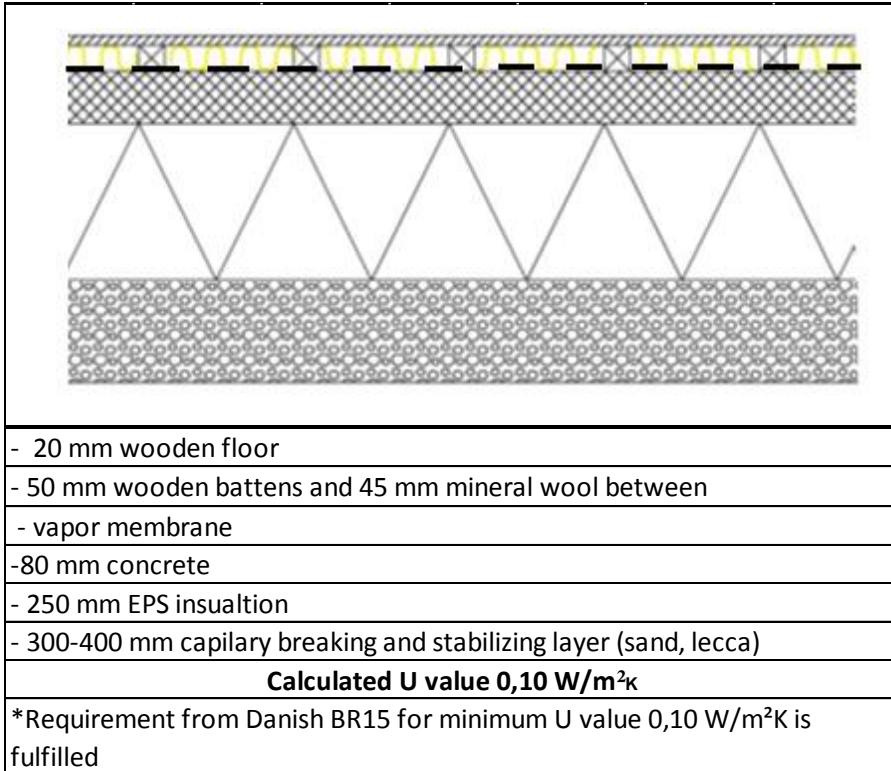 - 20 mm wooden floor
- 50 mm wooden battens and 45 mm mineral wool between
- vapor membrane
-80 mm concrete
- 250 mm EPS insualtion
- 300-400 mm capilary breaking and stabilizing layer (sand, lecca)
Calculated U value 0,10 W/m²K
*Requirement from Danish BR15 for minimum U value 0,10 W/m²K is
fulfilled